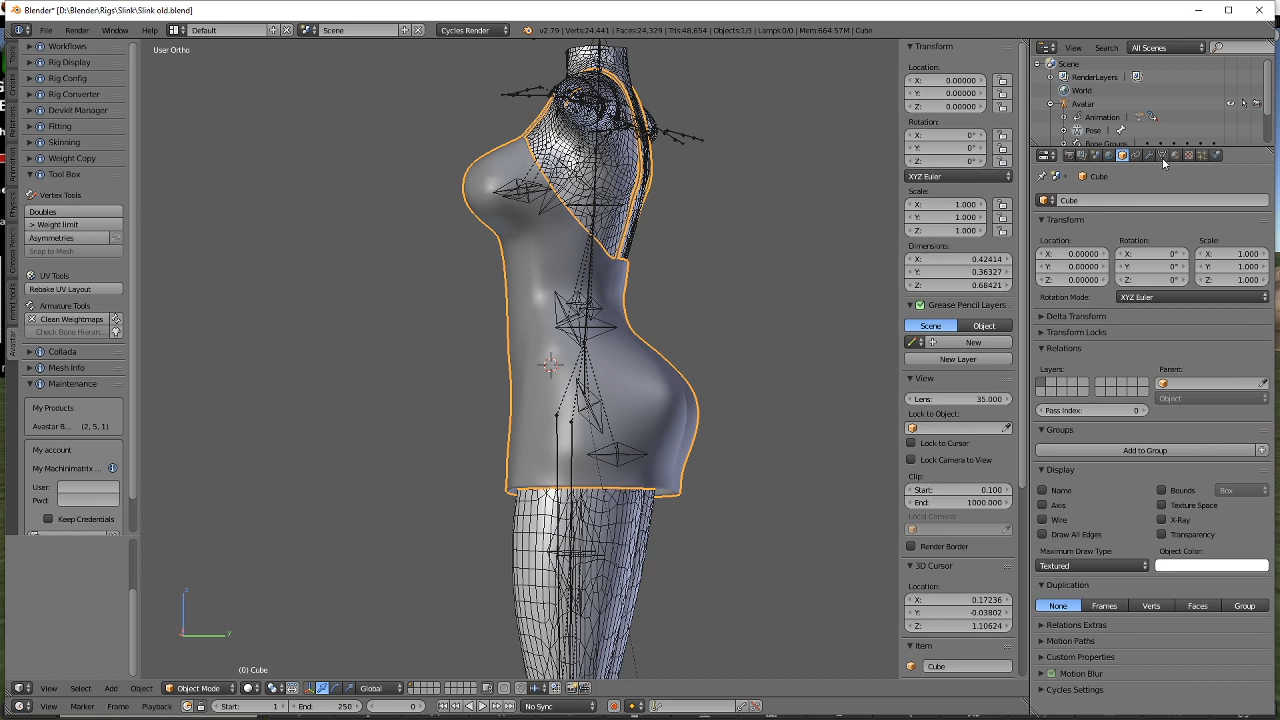 Blender* [D:\Blender\Rigs\Slink\Slink old.blend]
File Render Window Help Default Scene Cycles Render v2.79 | Verts:24,441 | Faces:24,329 | Tris:48,654 | Objects:1/3 | Lamps:0/0 | Mem:664.57M | Cube
User Ortho
Workflows
Rig Display
Rig Config
Rig Converter
Devkit Manager
Fitting
Skinning
Weight Copy
Tool Box
Vertex Tools
Doubles
> Weight limit
Asymmetries
Snap to Mesh
UV Tools
Rebake UV Layout
Armature Tools
Clean Weightmaps
Check Bone Hierarc...
Collada
Mesh Info
Maintenance
My Products
Avastar B... (2, 5, 1)
My account
My Machinimatrix ...
User:
Pwd:
Keep Credentials
Tools
Create
Relations
Animation
Physics
Grease Pencil
Avastar
(0) Cube
Transform
Location:
X: 0.00000
Y: 0.00000
Z: 0.00000
Rotation:
X: 0°
Y: 0°
Z: 0°
XYZ Euler
Scale:
X: 1.000
Y: 1.000
Z: 1.000
Dimensions:
X: 0.42414
Y: 0.36327
Z: 0.68421
Grease Pencil Layers
Scene Object
New
New Layer
View
Lens: 35.000
Lock to Object:
Lock to Cursor
Lock Camera to View
Clip:
Start: 0.100
End: 1000.000
Local Camera:
Render Border
3D Cursor
Location:
X: 0.17236
Y: -0.03802
Z: 1.10624
Item
Cube
View Search All Scenes
Scene
RenderLayers
World
Avatar
Animation
Pose
Bone Groups
Cube
Cube
Transform
Location: Rotation: Scale:
X: 0.00000 X: 0° X: 1.000
Y: 0.00000 Y: 0° Y: 1.000
Z: 0.00000 Z: 0° Z: 1.000
Rotation Mode: XYZ Euler
Delta Transform
Transform Locks
Relations
Layers: Parent:
Object
Pass Index: 0
Groups
Add to Group
Display
Name Bounds Box
Axis Texture Space
Wire X-Ray
Draw All Edges Transparency
Maximum Draw Type: Object Color:
Textured
Duplication
None Frames Verts Faces Group
Relations Extras
Motion Paths
Custom Properties
Motion Blur
Cycles Settings
z
y
View Select Add Object Object Mode Global
View Marker Frame Playback Start: 1 End: 250 0 No Sync